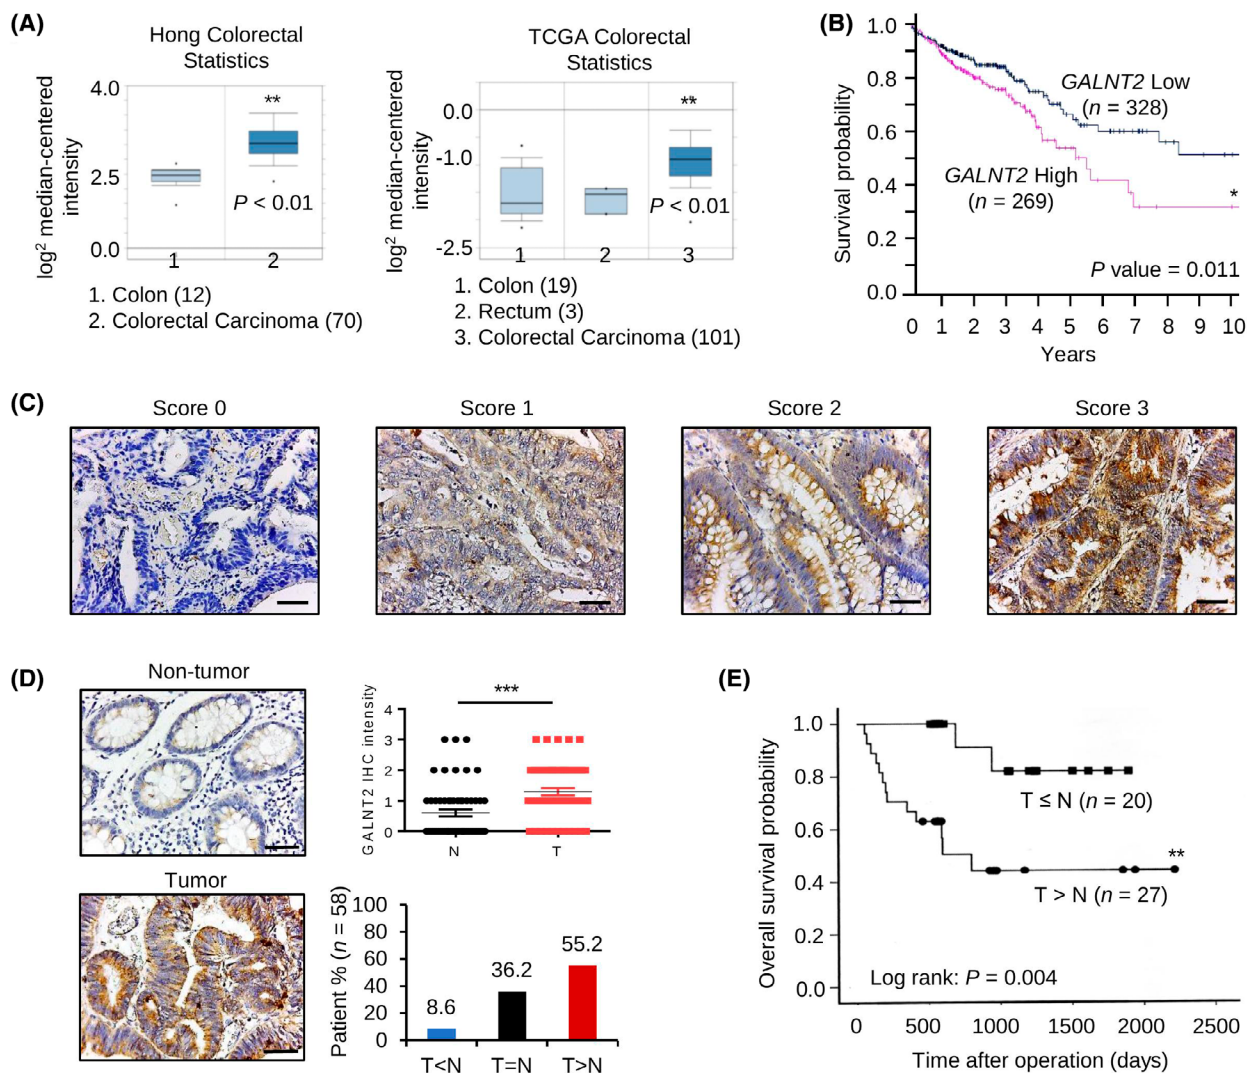 (A)
Hong Colorectal
Statistics
log² median-centered
intensity
4.0
2.5
0.0
**
P < 0.01
1 2
1. Colon (12)
2. Colorectal Carcinoma (70)
TCGA Colorectal
Statistics
log² median-centered
intensity
0.0
-1.0
-2.5
**
P < 0.01
1 2 3
1. Colon (19)
2. Rectum (3)
3. Colorectal Carcinoma (101)
(B)
Survival probability
1.0
0.8
0.6
0.4
0.2
0.0
GALNT2 Low
(n = 328)
GALNT2 High
(n = 269)
*
P value = 0.011
0 1 2 3 4 5 6 7 8 9 10
Years
(C)
Score 0
Score 1
Score 2
Score 3
(D)
Non-tumor
Tumor
GALNT2 IHC intensity
4
3
2
1
0
***
N T
Patient % (n = 58)
100
80
60
40
20
0
8.6
36.2
55.2
T<N T=N T>N
(E)
Overall survival probability
1.0
0.8
0.6
0.4
0.2
0.0
T ≤ N (n = 20)
**
T > N (n = 27)
Log rank: P = 0.004
0 500 1000 1500 2000 2500
Time after operation (days)